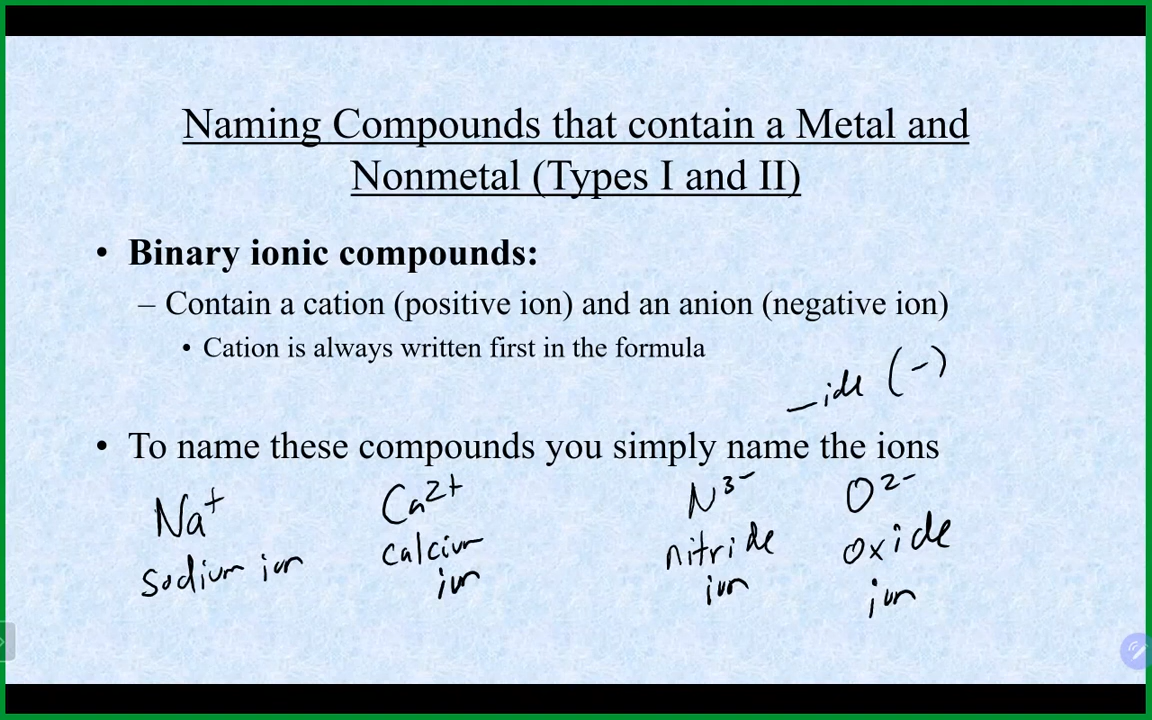 Naming Compounds that contain a Metal and
Nonmetal (Types I and II)
• Binary ionic compounds:
– Contain a cation (positive ion) and an anion (negative ion)
• Cation is always written first in the formula
_ide (-)
• To name these compounds you simply name the ions
Na⁺ Ca²⁺ N³⁻ O²⁻
sodium ion calcium ion nitride ion oxide ion